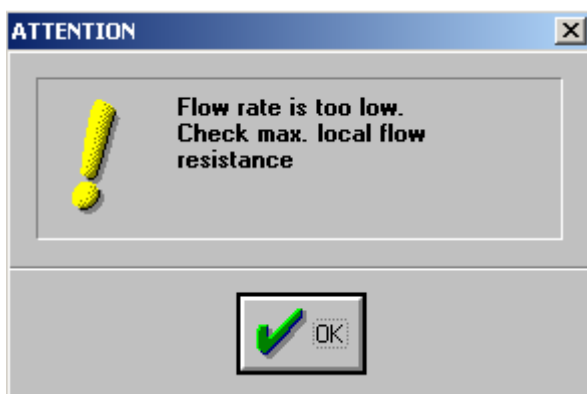 ATTENTION
Flow rate is too low.
Check max. local flow
resistance
OK